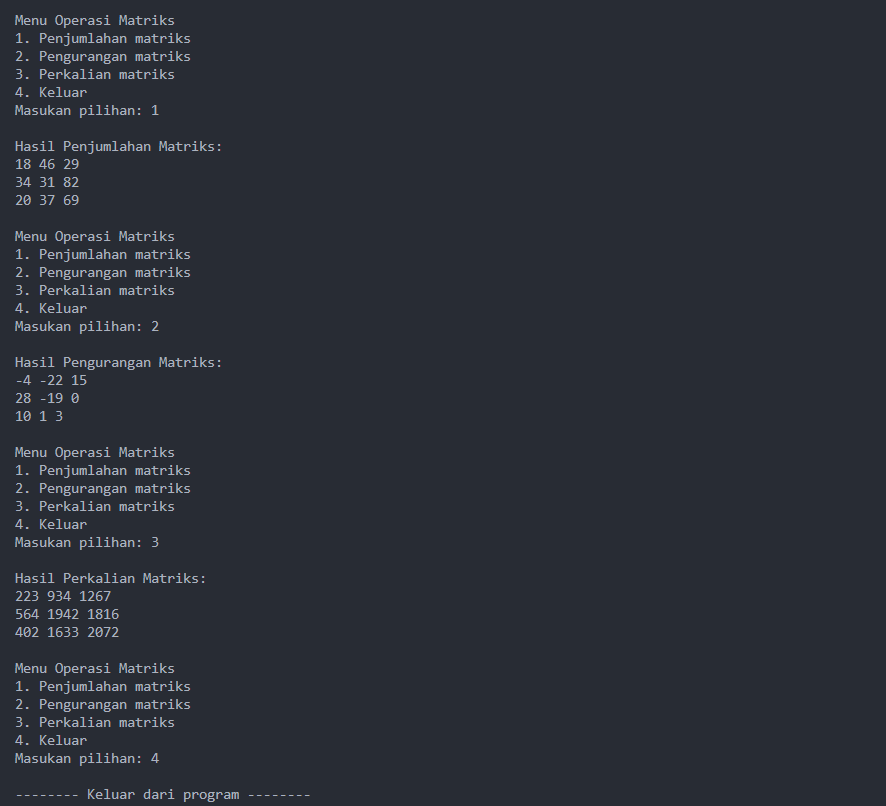 Menu Operasi Matriks
1. Penjumlahan matriks
2. Pengurangan matriks
3. Perkalian matriks
4. Keluar
Masukan pilihan: 1
Hasil Penjumlahan Matriks:
18 46 29
34 31 82
20 37 69
Menu Operasi Matriks
1. Penjumlahan matriks
2. Pengurangan matriks
3. Perkalian matriks
4. Keluar
Masukan pilihan: 2
Hasil Pengurangan Matriks:
-4 -22 15
28 -19 0
10 1 3
Menu Operasi Matriks
1. Penjumlahan matriks
2. Pengurangan matriks
3. Perkalian matriks
4. Keluar
Masukan pilihan: 3
Hasil Perkalian Matriks:
223 934 1267
564 1942 1816
402 1633 2072
Menu Operasi Matriks
1. Penjumlahan matriks
2. Pengurangan matriks
3. Perkalian matriks
4. Keluar
Masukan pilihan: 4
-------- Keluar dari program --------